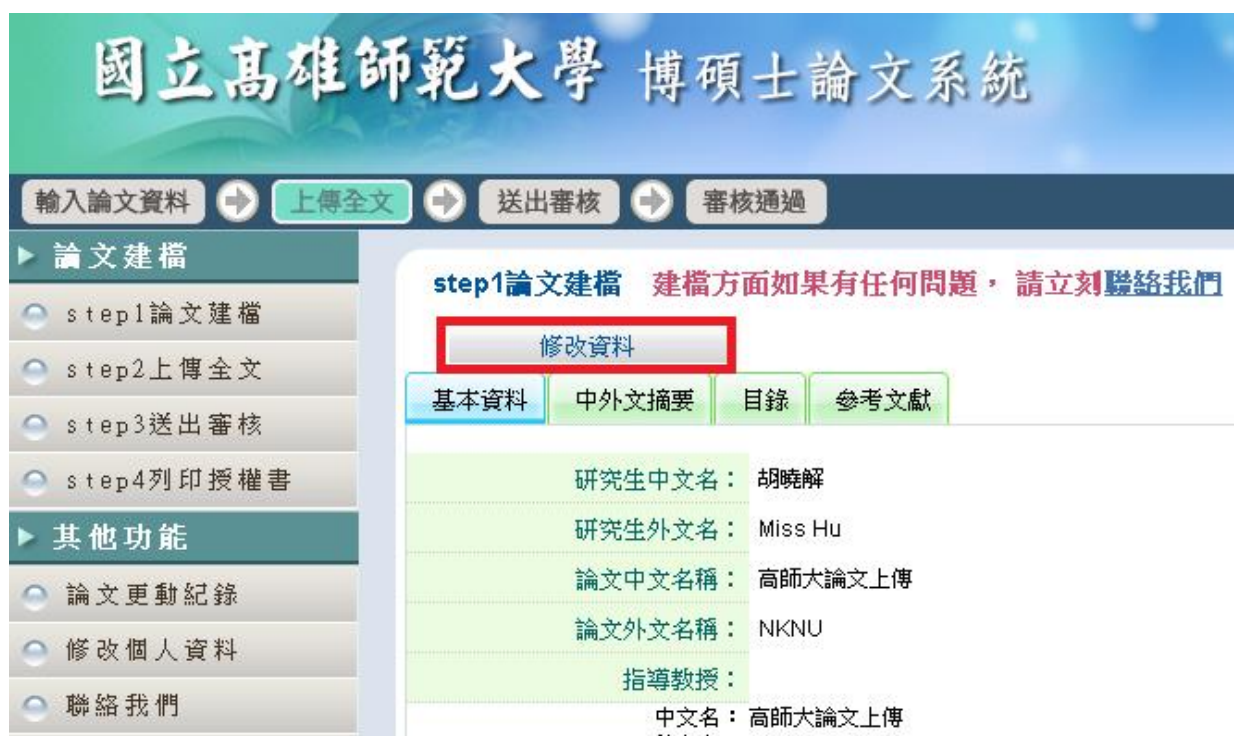 國立高雄師範大學 博碩士論文系統
輸入論文資料 上傳全文 送出審核 審核通過
論文建檔
step1論文建檔
step2上傳全文
step3送出審核
step4列印授權書
其他功能
論文更動紀錄
修改個人資料
聯絡我們
step1論文建檔 建檔方面如果有任何問題，請立刻聯絡我們
修改資料
基本資料 中外文摘要 目錄 參考文獻
研究生中文名： 胡曉解
研究生外文名： Miss Hu
論文中文名稱： 高師大論文上傳
論文外文名稱： NKNU
指導教授：
中文名：高師大論文上傳